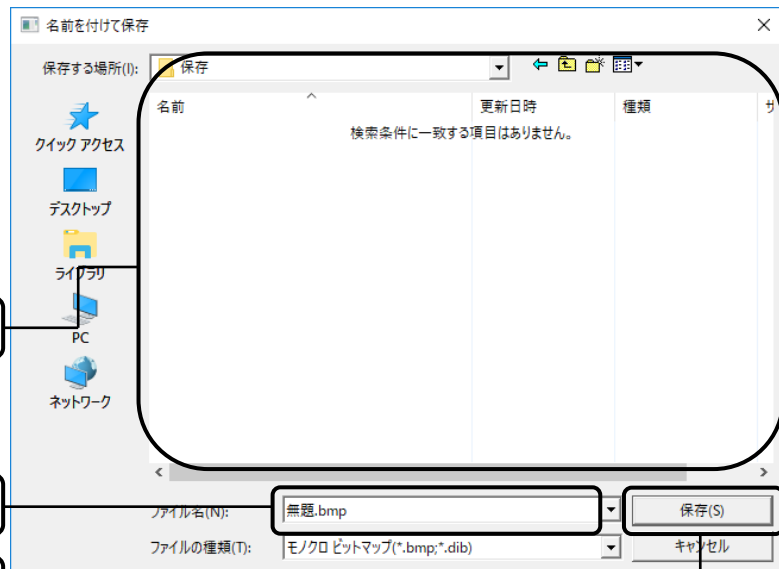 名前を付けて保存
保存する場所(I): 保存
名前 更新日時 種類 サ
検索条件に一致する項目はありません。
クイック アクセス
デスクトップ
ライブラリ
PC
ネットワーク
ファイル名(N): 無題.bmp 保存(S)
ファイルの種類(T): モノクロ ビットマップ(*.bmp;*.dib) キャンセル